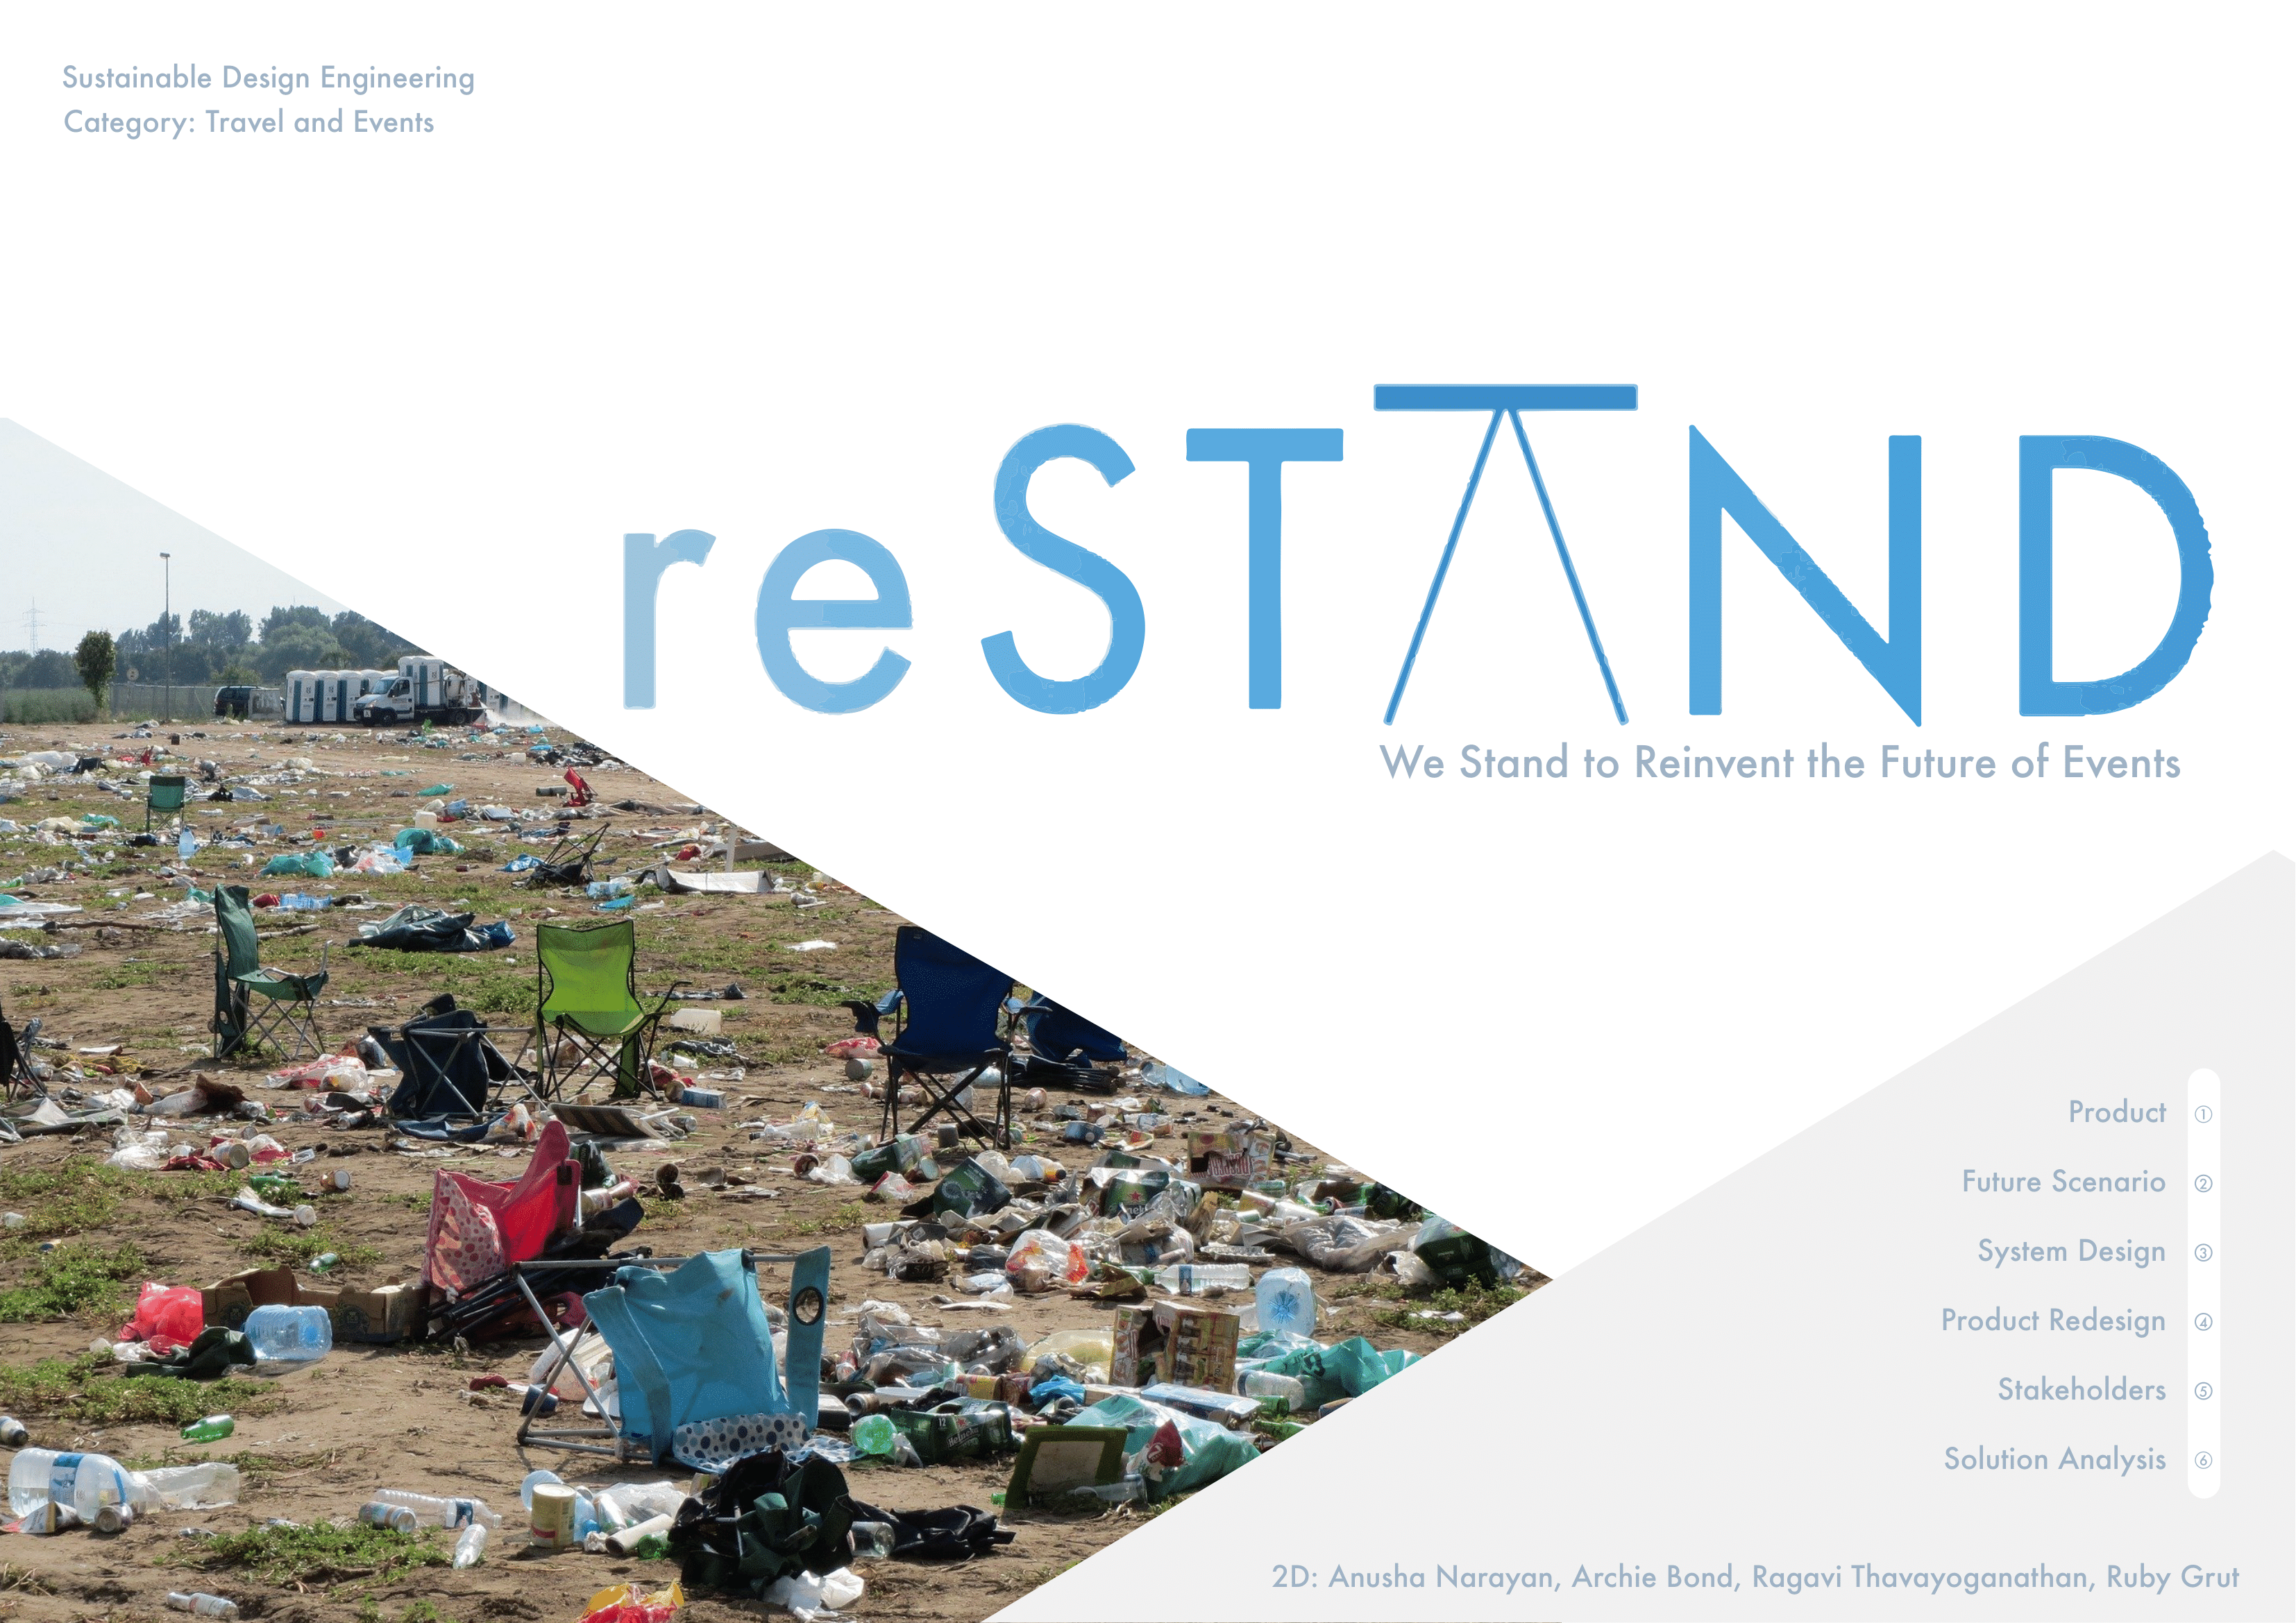 Sustainable Design Engineering
Category: Travel and Events
reSTAND
We Stand to Reinvent the Future of Events
Product 1
Future Scenario 2
System Design 3
Product Redesign 4
Stakeholders 5
Solution Analysis 6
2D: Anusha Narayan, Archie Bond, Ragavi Thavayoganathan, Ruby Grut
Heineken